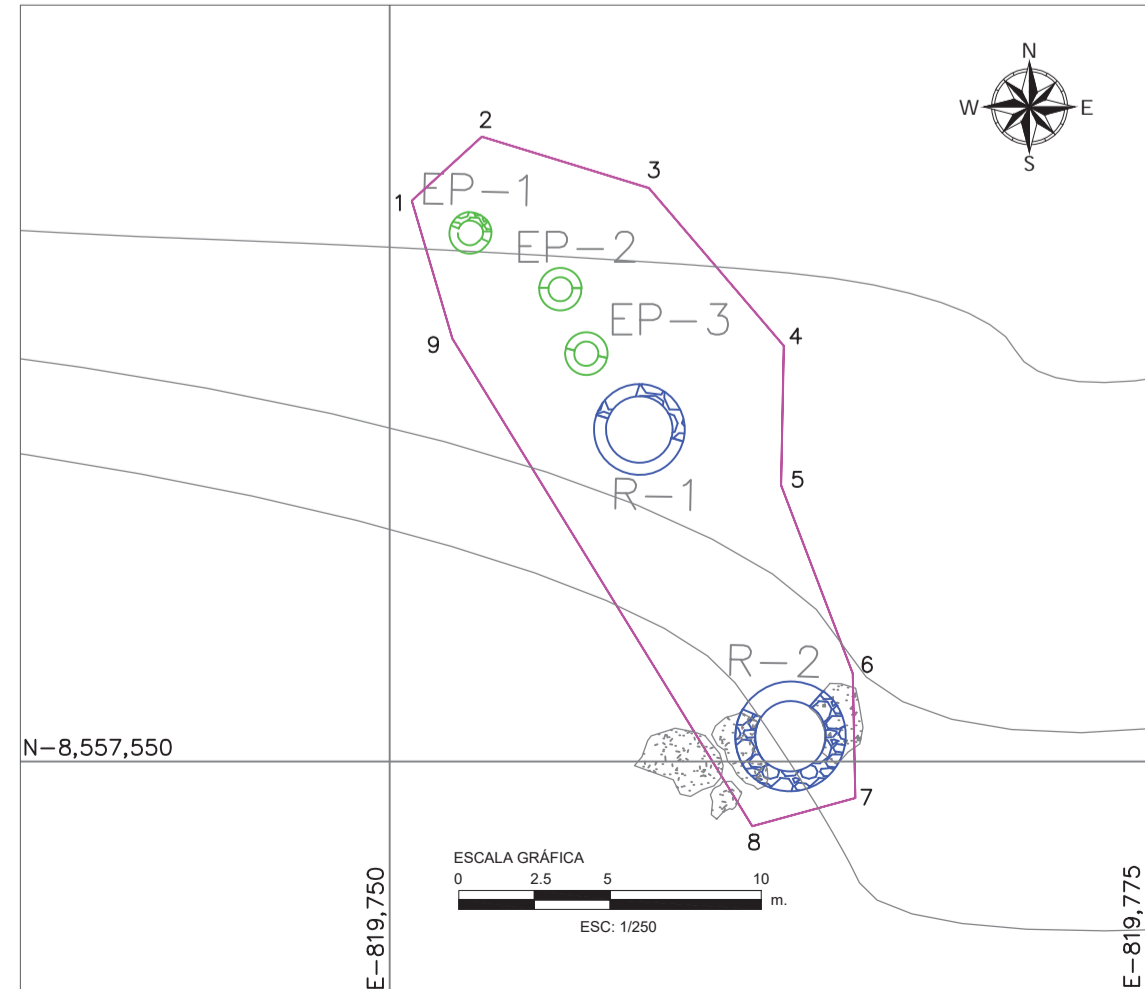 N
W E
S
2
3
1
EP-1
EP-2
EP-3
4
9
5
R-1
R-2
6
N-8,557,550
7
8
ESCALA GRÁFICA
0 2.5 5 10
m.
ESC: 1/250
E-819,750
E-819,775